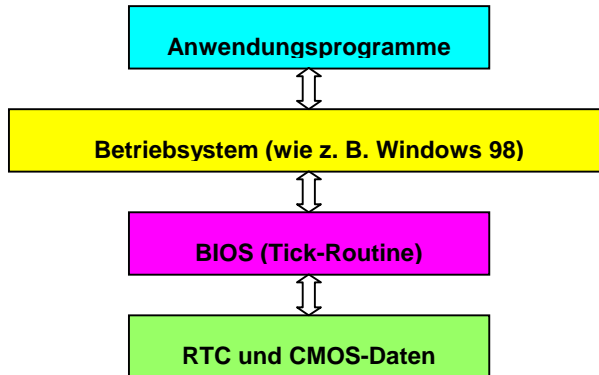 Anwendungsprogramme
Betriebsystem (wie z. B. Windows 98)
BIOS (Tick-Routine)
RTC und CMOS-Daten